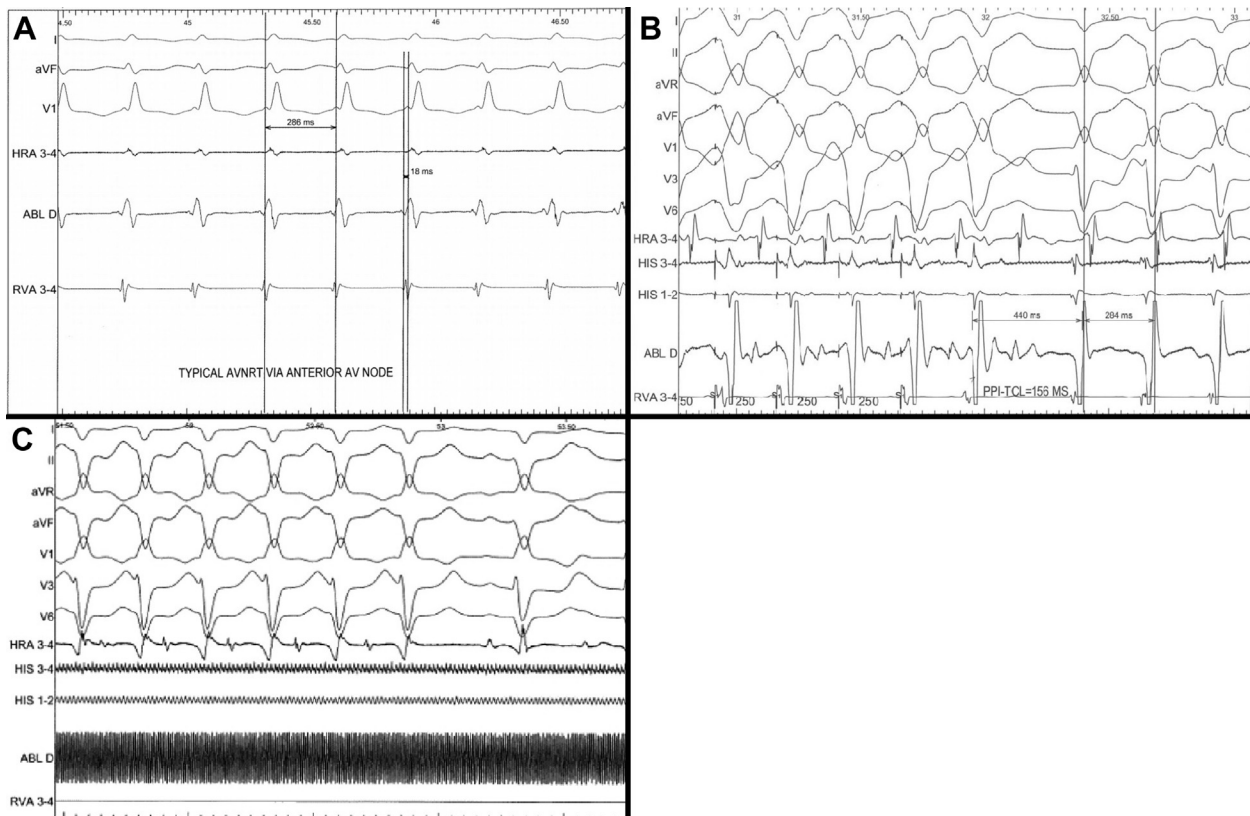 A
4.50 45 45.50 46 46.50
I
aVF
V1
286 ms
HRA 3-4
18 ms
ABL D
RVA 3-4
TYPICAL AVNRT VIA ANTERIOR AV NODE
B
31 31.50 32 32.50 33
I
II
aVR
aVF
V1
V3
V6
HRA 3-4
HIS 3-4
HIS 1-2
440 ms 284 ms
ABL D
PPI-TCL=156 MS
RVA 3-4
50 S 250 S 250 S 250 S
C
53 53.50
I
II
aVR
aVF
V1
V3
V6
HRA 3-4
HIS 3-4
HIS 1-2
ABL D
RVA 3-4